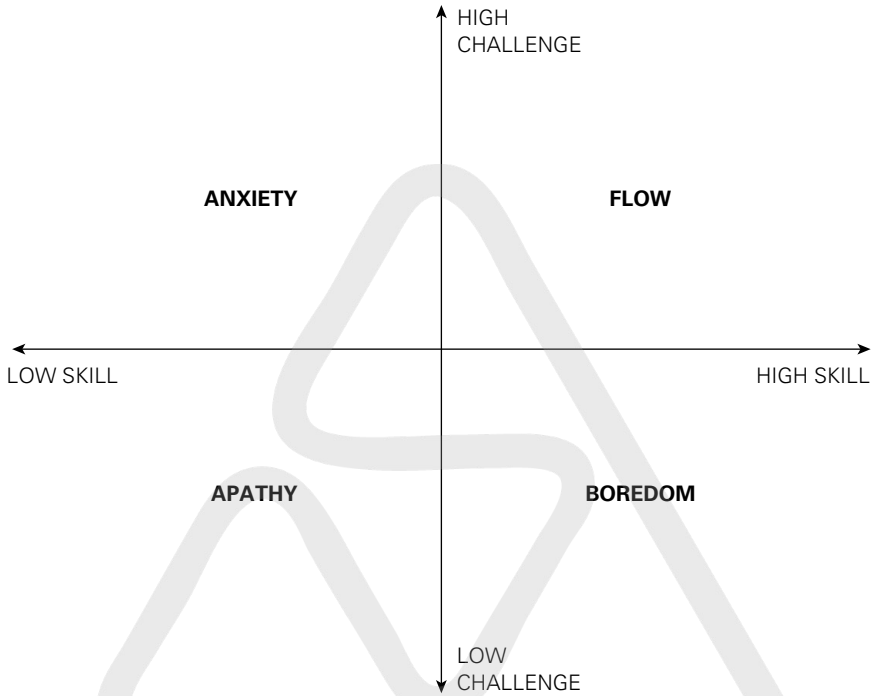 HIGH
CHALLENGE
ANXIETY
FLOW
LOW SKILL
HIGH SKILL
APATHY
BOREDOM
LOW
CHALLENGE